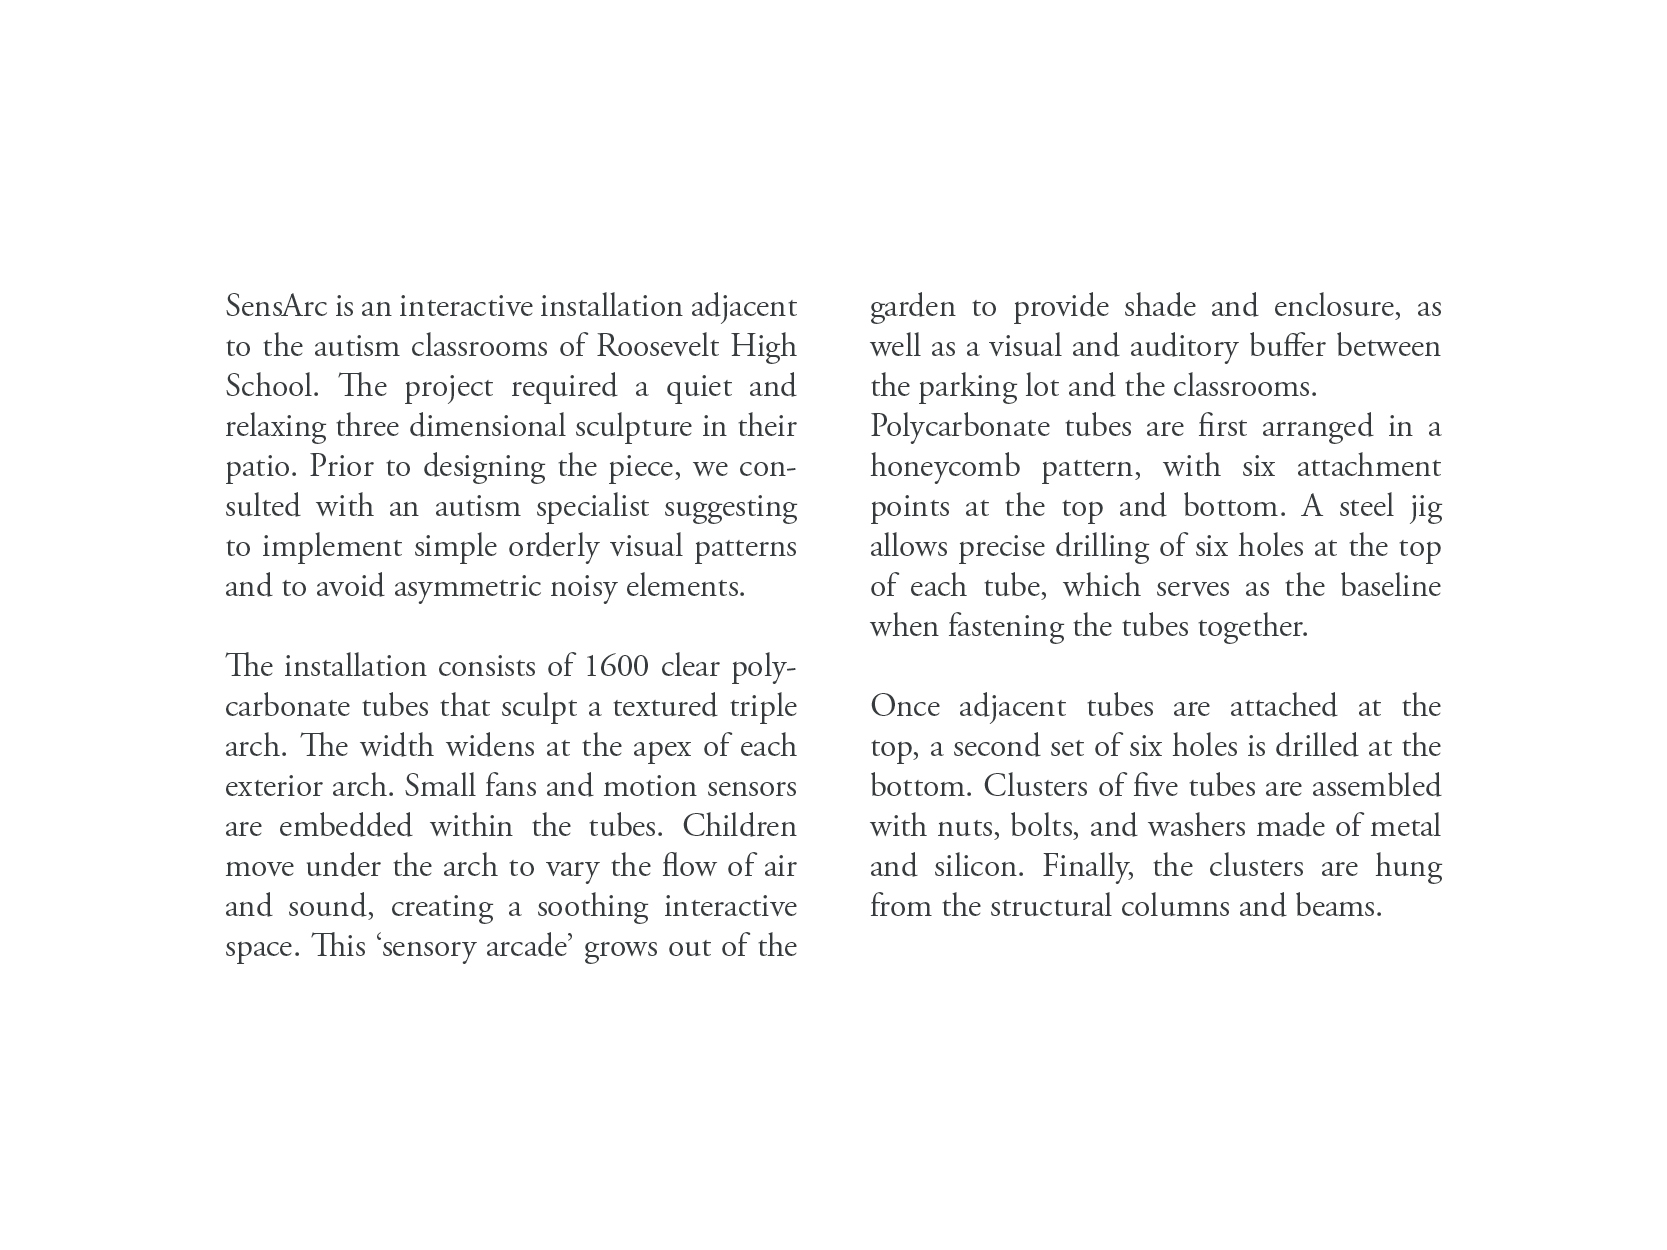 SensArc is an interactive installation adjacent
to the autism classrooms of Roosevelt High
School. The project required a quiet and
relaxing three dimensional sculpture in their
patio. Prior to designing the piece, we con-
sulted with an autism specialist suggesting
to implement simple orderly visual patterns
and to avoid asymmetric noisy elements.
The installation consists of 1600 clear poly-
carbonate tubes that sculpt a textured triple
arch. The width widens at the apex of each
exterior arch. Small fans and motion sensors
are embedded within the tubes. Children
move under the arch to vary the flow of air
and sound, creating a soothing interactive
space. This ‘sensory arcade’ grows out of the
garden to provide shade and enclosure, as
well as a visual and auditory buffer between
the parking lot and the classrooms.
Polycarbonate tubes are first arranged in a
honeycomb pattern, with six attachment
points at the top and bottom. A steel jig
allows precise drilling of six holes at the top
of each tube, which serves as the baseline
when fastening the tubes together.
Once adjacent tubes are attached at the
top, a second set of six holes is drilled at the
bottom. Clusters of five tubes are assembled
with nuts, bolts, and washers made of metal
and silicon. Finally, the clusters are hung
from the structural columns and beams.